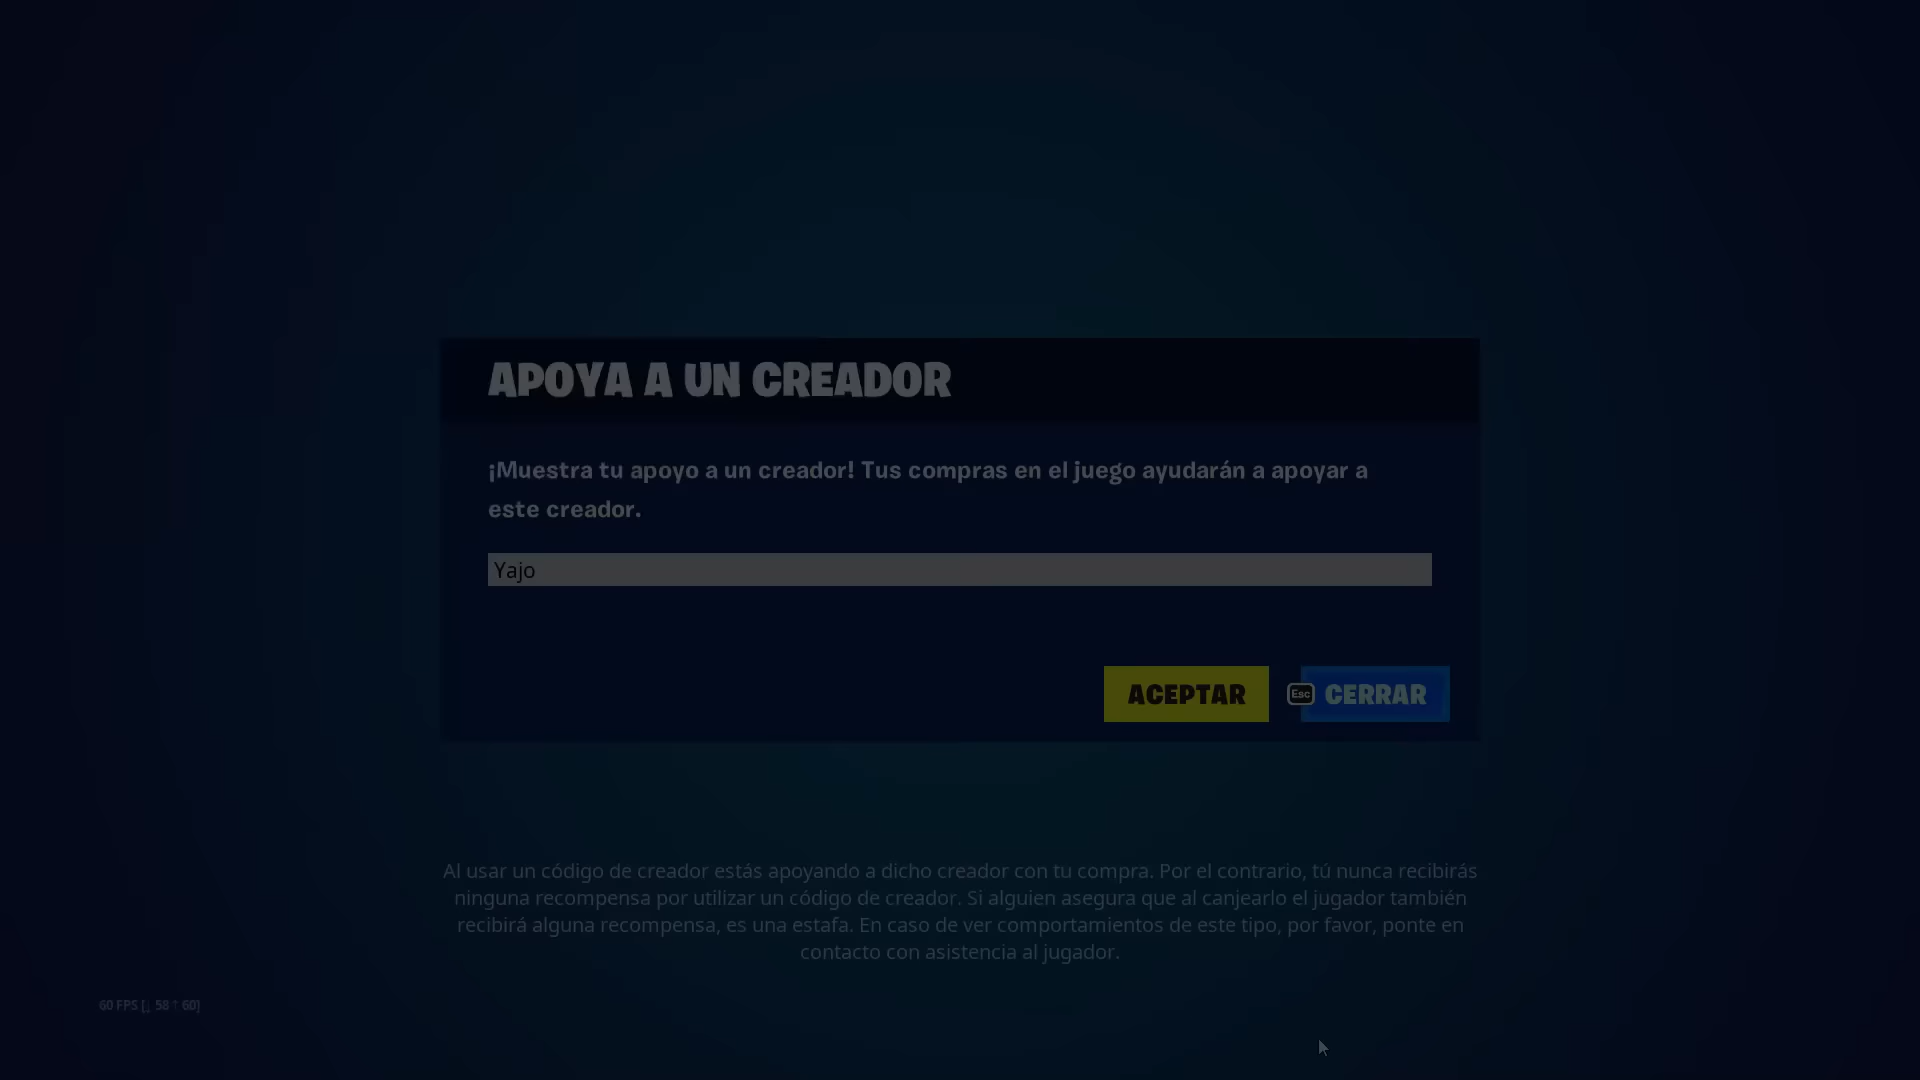 APOYA A UN CREADOR
¡Muestra tu apoyo a un creador! Tus compras en el juego ayudarán a apoyar a
este creador.
Yajo
ACEPTAR
Esc CERRAR
Al usar un código de creador estás apoyando a dicho creador con tu compra. Por el contrario, tú nunca recibirás
ninguna recompensa por utilizar un código de creador. Si alguien asegura que al canjearlo el jugador también
recibirá alguna recompensa, es una estafa. En caso de ver comportamientos de este tipo, por favor, ponte en
contacto con asistencia al jugador.
60 FPS [↓ 58 ↑ 60]